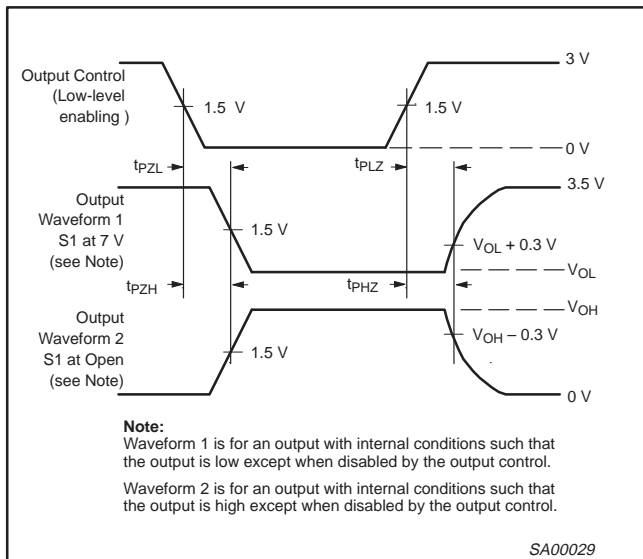 3 V
Output Control
(Low-level
enabling )
1.5 V
1.5 V
0 V
tPZL
tPLZ
3.5 V
Output
Waveform 1
S1 at 7 V
(see Note)
1.5 V
VOL + 0.3 V
VOL
tPZH
tPHZ
VOH
Output
Waveform 2
S1 at Open
(see Note)
1.5 V
VOH – 0.3 V
0 V
Note:
Waveform 1 is for an output with internal conditions such that
the output is low except when disabled by the output control.
Waveform 2 is for an output with internal conditions such that
the output is high except when disabled by the output control.
SA00029